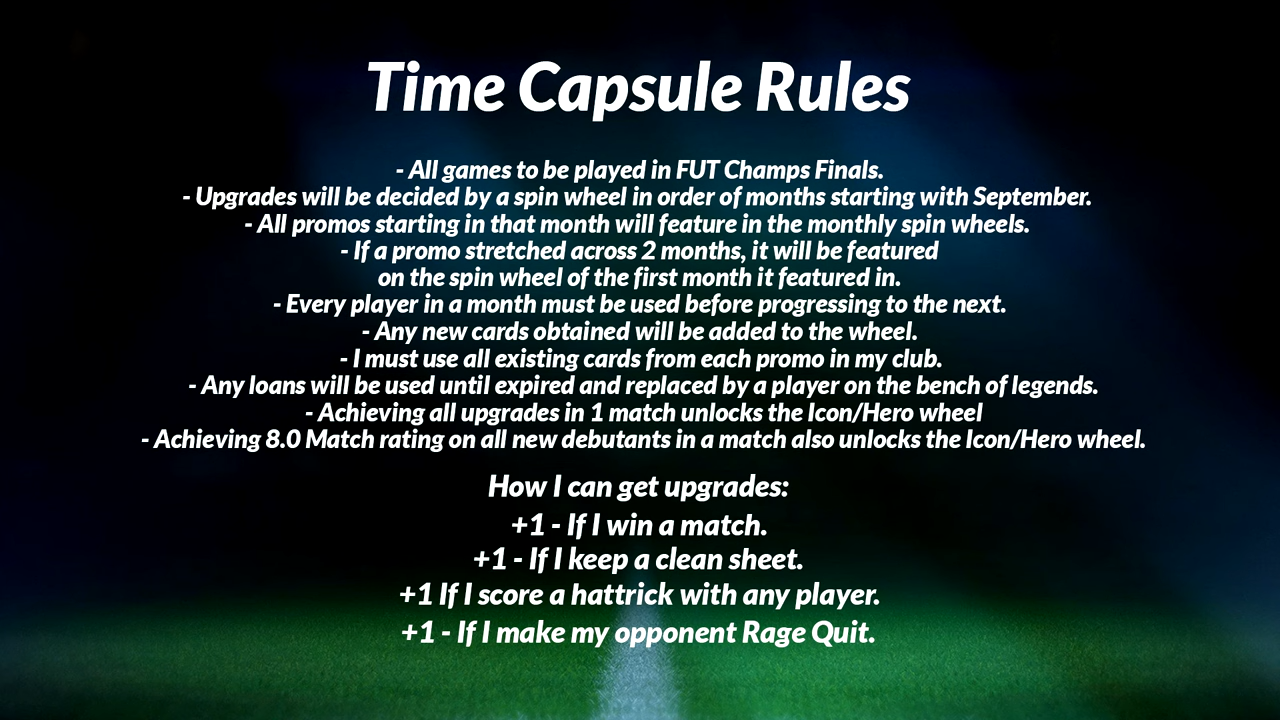 Time Capsule Rules
- All games to be played in FUT Champs Finals.
- Upgrades will be decided by a spin wheel in order of months starting with September.
- All promos starting in that month will feature in the monthly spin wheels.
- If a promo stretched across 2 months, it will be featured
on the spin wheel of the first month it featured in.
- Every player in a month must be used before progressing to the next.
- Any new cards obtained will be added to the wheel.
- I must use all existing cards from each promo in my club.
- Any loans will be used until expired and replaced by a player on the bench of legends.
- Achieving all upgrades in 1 match unlocks the Icon/Hero wheel
- Achieving 8.0 Match rating on all new debutants in a match also unlocks the Icon/Hero wheel.
How I can get upgrades:
+1 - If I win a match.
+1 - If I keep a clean sheet.
+1 If I score a hattrick with any player.
+1 - If I make my opponent Rage Quit.